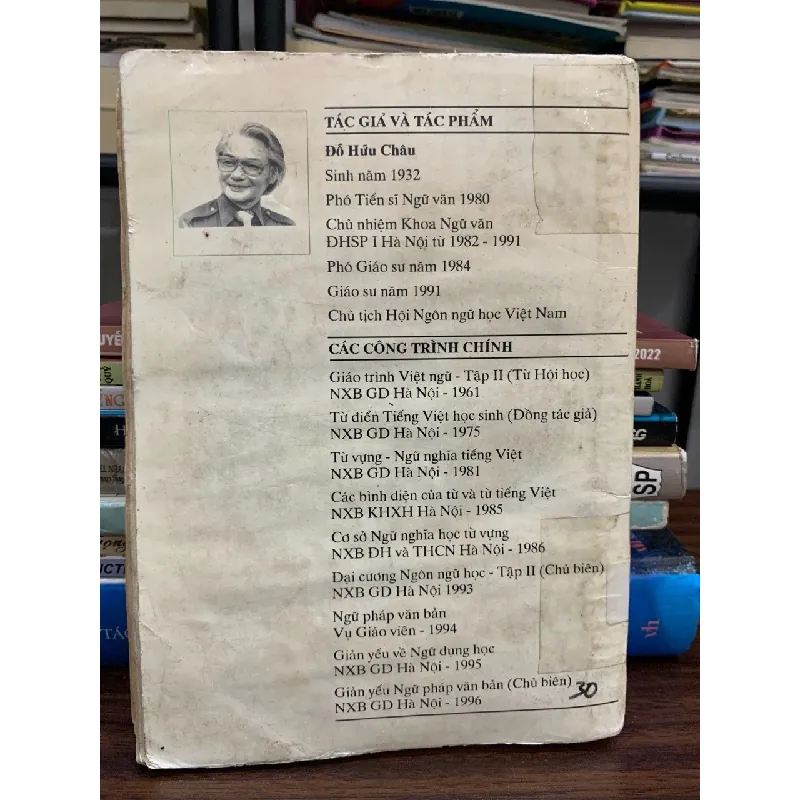 TÁC GIẢ VÀ TÁC PHẨM
Đỗ Hữu Châu
Sinh năm 1932
Phó Tiến sĩ Ngữ văn 1980
Chủ nhiệm Khoa Ngữ văn
ĐHSP I Hà Nội từ 1982 - 1991
Phó Giáo sư năm 1984
Giáo sư năm 1991
Chủ tịch Hội Ngôn ngữ học Việt Nam
CÁC CÔNG TRÌNH CHÍNH
Giáo trình Việt ngữ - Tập II (Từ Hội học)
NXB GD Hà Nội - 1961
Từ điển Tiếng Việt học sinh (Đồng tác giả)
NXB GD Hà Nội - 1975
Từ vựng - Ngữ nghĩa tiếng Việt
NXB GD Hà Nội - 1981
Các bình diện của từ và từ tiếng Việt
NXB KHXH Hà Nội - 1985
Cơ sở Ngữ nghĩa học từ vựng
NXB ĐH và THCN Hà Nội - 1986
Đại cương Ngôn ngữ học - Tập II (Chủ biên)
NXB GD Hà Nội 1993
Ngữ pháp văn bản
Vụ Giáo viên - 1994
Giản yếu về Ngữ dụng học
NXB GD Hà Nội - 1995
Giản yếu Ngữ pháp văn bản (Chủ biên)
NXB GD Hà Nội - 1996
30
2022
SP